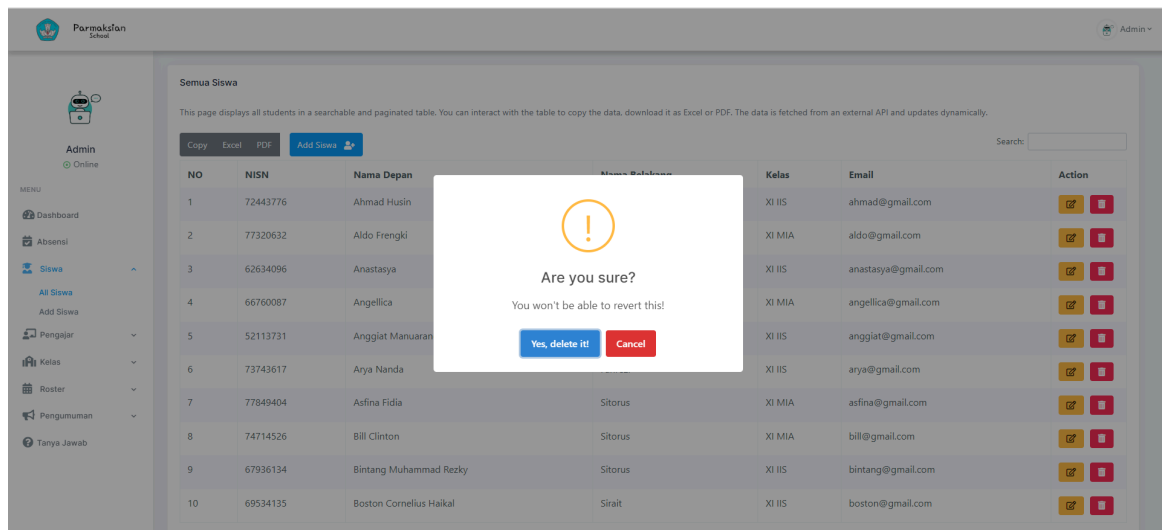 Parmaksian
School
Admin
Admin
Online
MENU
Dashboard
Absensi
Siswa
All Siswa
Add Siswa
Pengajar
Kelas
Roster
Pengumuman
Tanya Jawab
Semua Siswa
This page displays all students in a searchable and paginated table. You can interact with the table to copy the data, download it as Excel or PDF. The data is fetched from an external API and updates dynamically.
Copy Excel PDF Add Siswa Search:
NO NISN Nama Depan Nama Belakang Kelas Email Action
1 72443776 Ahmad Husin XI IIS ahmad@gmail.com
2 77320632 Aldo Frengki XI MIA aldo@gmail.com
3 62634096 Anastasya XI IIS anastasya@gmail.com
4 66760087 Angellica XI MIA angellica@gmail.com
5 52113731 Anggiat Manuaran XI MIA anggiat@gmail.com
6 73743617 Arya Nanda XI IIS arya@gmail.com
7 77849404 Asfina Fidia Sitorus XI MIA asfina@gmail.com
8 74714526 Bill Clinton Sitorus XI MIA bill@gmail.com
9 67936134 Bintang Muhammad Rezky Sitorus XI IIS bintang@gmail.com
10 69534135 Boston Cornelius Haikal Sirait XI IIS boston@gmail.com
!
Are you sure?
You won't be able to revert this!
Yes, delete it! Cancel